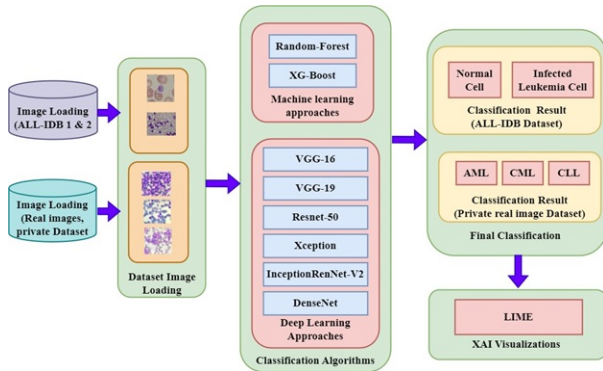 Image Loading
(ALL-IDB 1 & 2)
Image Loading
(Real images,
private Dataset
Dataset Image
Loading
Random-Forest
XG-Boost
Machine learning
approaches
VGG-16
VGG-19
Resnet-50
Xception
InceptionRenNet-V2
DenseNet
Deep Learning
Approaches
Classification Algorithms
Normal
Cell
Infected
Leukemia Cell
Classification Result
(ALL-IDB Dataset)
AML
CML
CLL
Classification Result
(Private real image Dataset)
Final Classification
LIME
XAI Visualizations